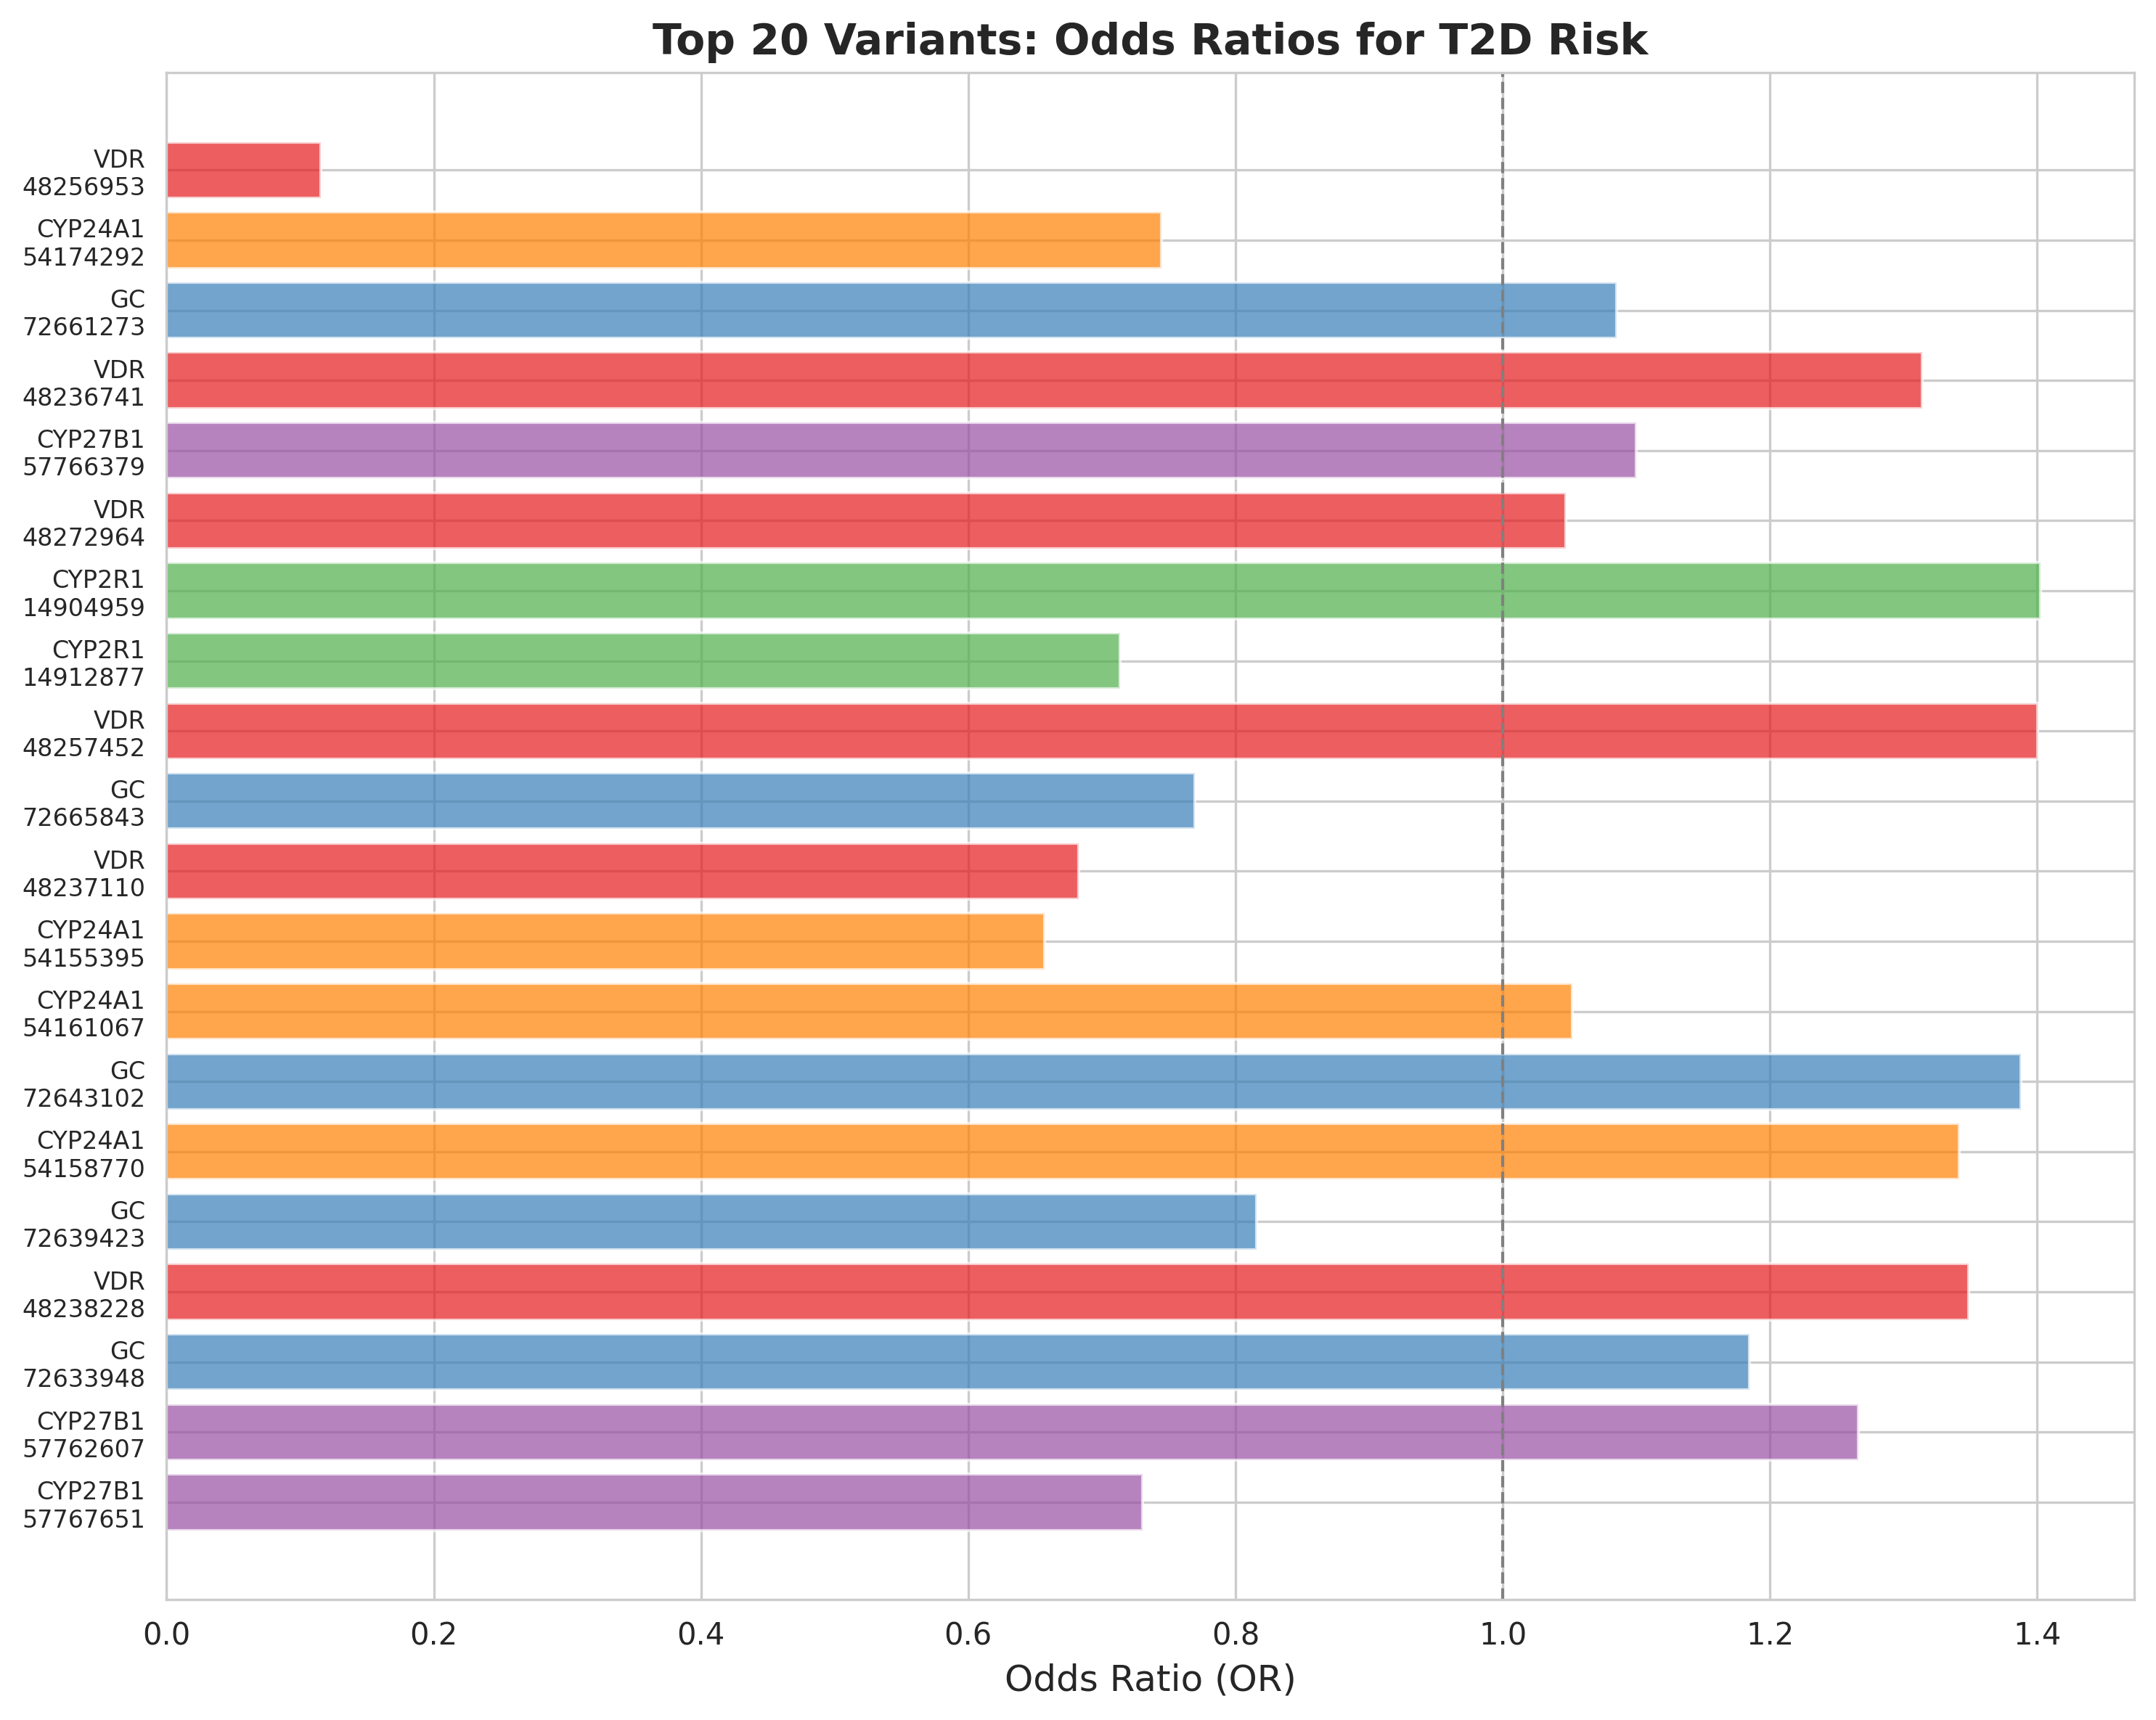 Top 20 Variants: Odds Ratios for T2D Risk
VDR
48256953
CYP24A1
54174292
GC
72661273
VDR
48236741
CYP27B1
57766379
VDR
48272964
CYP2R1
14904959
CYP2R1
14912877
VDR
48257452
GC
72665843
VDR
48237110
CYP24A1
54155395
CYP24A1
54161067
GC
72643102
CYP24A1
54158770
GC
72639423
VDR
48238228
GC
72633948
CYP27B1
57762607
CYP27B1
57767651
0.0 0.2 0.4 0.6 0.8 1.0 1.2 1.4
Odds Ratio (OR)